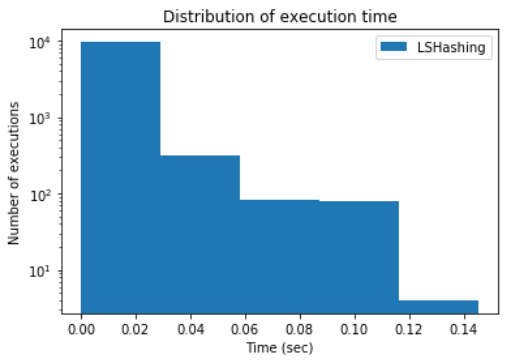 Distribution of execution time
LSHashing
Number of executions
10⁴
10³
10²
10¹
0.00 0.02 0.04 0.06 0.08 0.10 0.12 0.14
Time (sec)